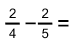 2/4 − 2/5 =